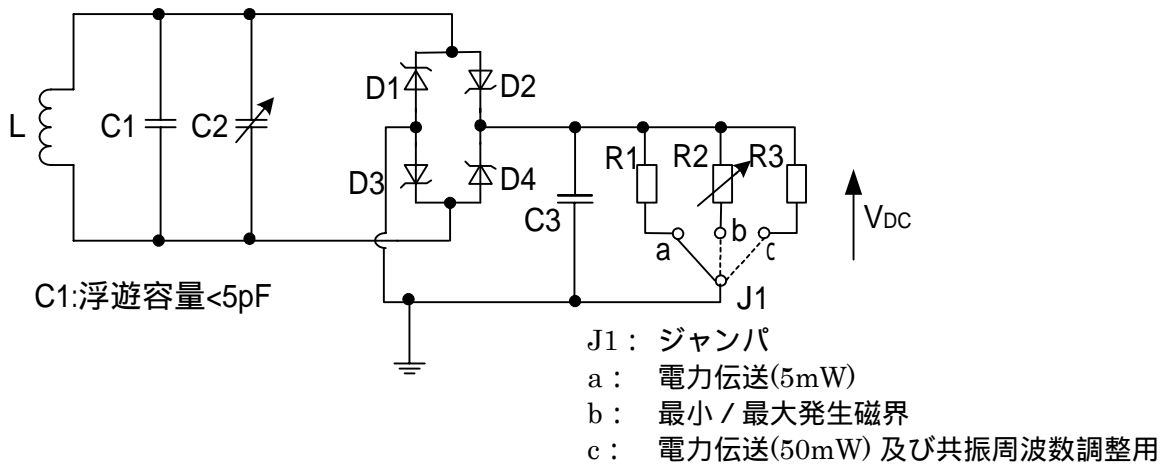 L
C1
C2
D1
D2
D3
D4
C3
R1
R2
R3
VDC
a
b
c
J1
C1:浮遊容量<5pF
J1 : ジャンパ
a : 電力伝送(5mW)
b : 最小 / 最大発生磁界
c : 電力伝送(50mW) 及び共振周波数調整用